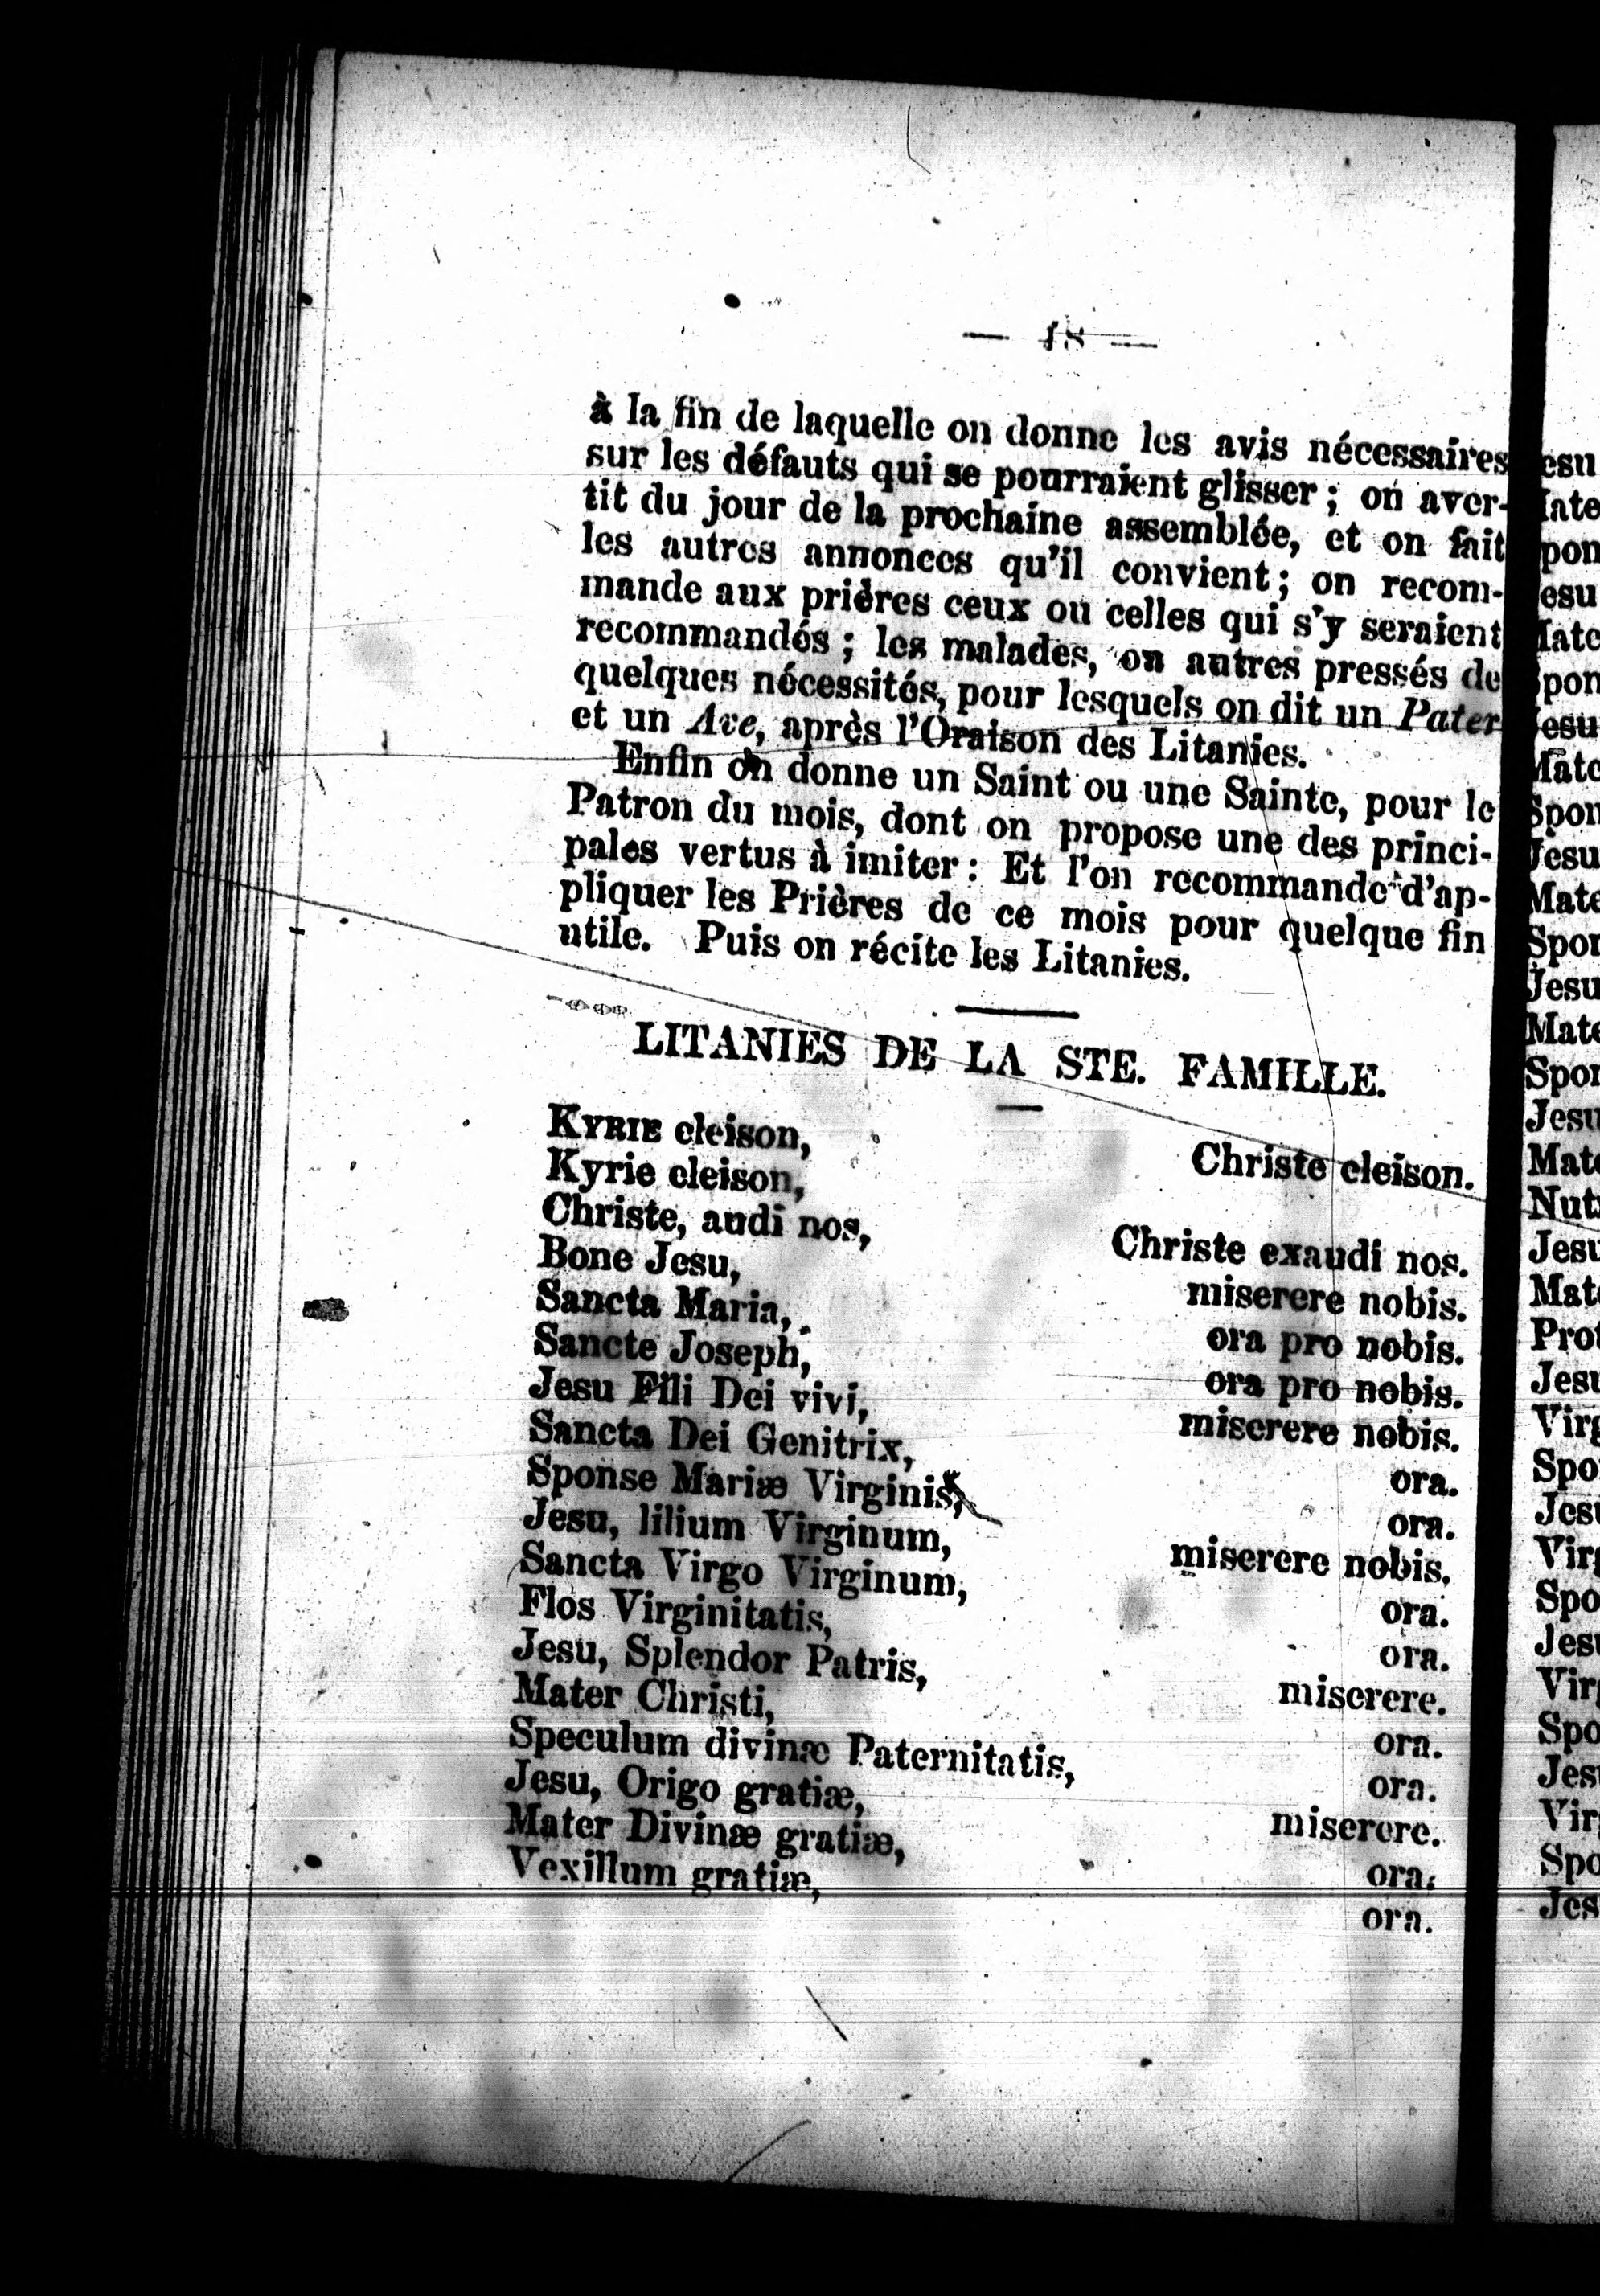 — 18 —
à la fin de laquelle on donne les avis nécessaires
sur les défauts qui se pourraient glisser ; on aver-
tit du jour de la prochaine assemblée, et on fait
les autres annonces qu'il convient ; on recom-
mande aux prières ceux ou celles qui s'y seraient
recommandés ; les malades, on autres pressés de
quelques nécessités, pour lesquels on dit un Pater
et un Ave, après l'Oraison des Litanies.
Enfin on donne un Saint ou une Sainte, pour le
Patron du mois, dont on propose une des princi-
pales vertus à imiter : Et l'on recommande d'ap-
pliquer les Prières de ce mois pour quelque fin
utile. Puis on récite les Litanies.
LITANIES DE LA STE. FAMILLE.
KYRIE eleison, Christe eleison.
Kyrie eleison,
Christe, audi nos, Christe exaudi nos.
Bone Jesu, miserere nobis.
Sancta Maria, ora pro nobis.
Sancte Joseph, ora pro nobis.
Jesu Fili Dei vivi, miserere nobis.
Sancta Dei Genitrix, ora.
Sponse Mariæ Virginis, ora.
Jesu, lilium Virginum, miserere nobis.
Sancta Virgo Virginum, ora.
Flos Virginitatis, ora.
Jesu, Splendor Patris, miserere.
Mater Christi, ora.
Speculum divinæ Paternitatis, ora.
Jesu, Origo gratiæ, miserere.
Mater Divinæ gratiæ, ora.
Vexillum gratiæ, ora.